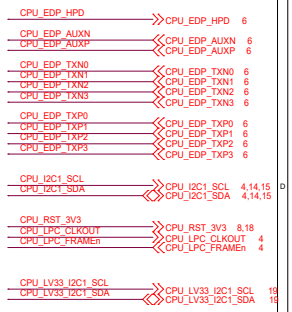 CPU_EDP_HPD CPU_EDP_HPD 6
CPU_EDP_AUXN CPU_EDP_AUXN 6
CPU_EDP_AUXP CPU_EDP_AUXP 6
CPU_EDP_TXN0 CPU_EDP_TXN0 6
CPU_EDP_TXN1 CPU_EDP_TXN1 6
CPU_EDP_TXN2 CPU_EDP_TXN2 6
CPU_EDP_TXN3 CPU_EDP_TXN3 6
CPU_EDP_TXP0 CPU_EDP_TXP0 6
CPU_EDP_TXP1 CPU_EDP_TXP1 6
CPU_EDP_TXP2 CPU_EDP_TXP2 6
CPU_EDP_TXP3 CPU_EDP_TXP3 6
CPU_I2C1_SCL CPU_I2C1_SCL 4,14,15 D
CPU_I2C1_SDA CPU_I2C1_SDA 4,14,15
CPU_RST_3V3 CPU_RST_3V3 8,18
CPU_LPC_CLKOUT CPU_LPC_CLKOUT 4
CPU_LPC_FRAMEn CPU_LPC_FRAMEn 4
CPU_LV33_I2C1_SCL CPU_LV33_I2C1_SCL 19
CPU_LV33_I2C1_SDA CPU_LV33_I2C1_SDA 19